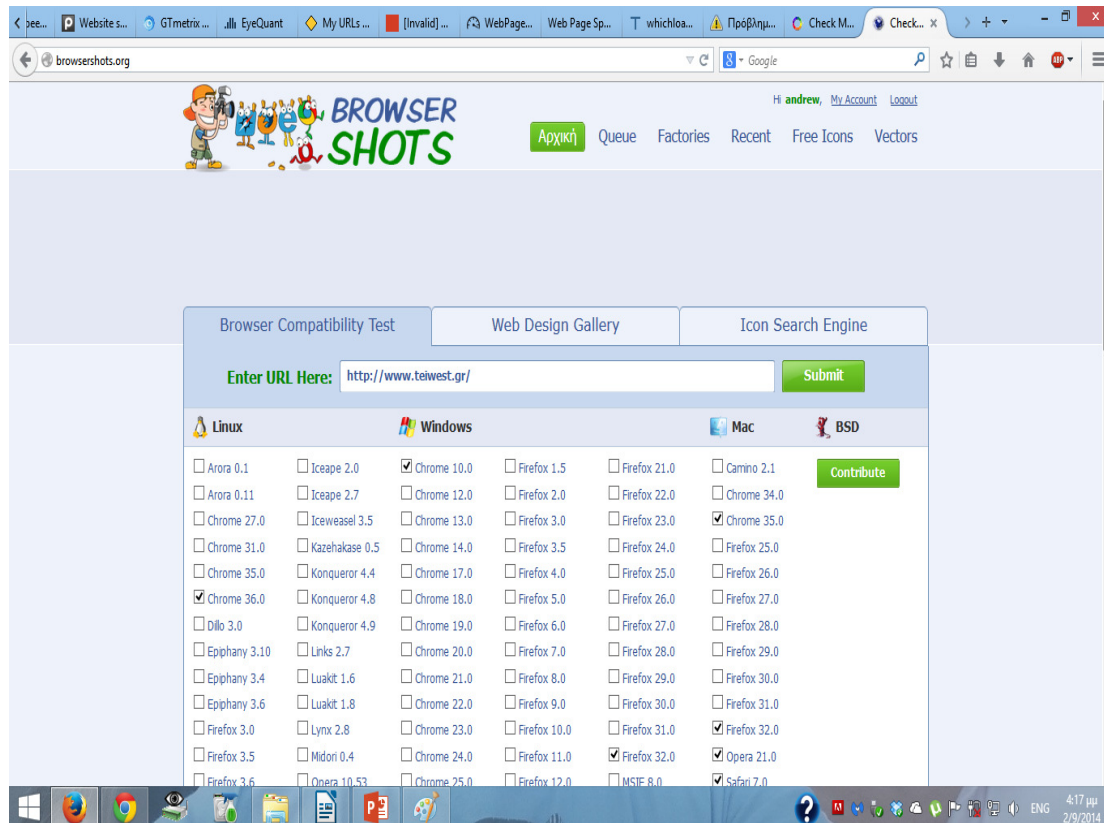 bee...
Website s...
GTmetrix ...
EyeQuant
My URLs ...
[Invalid] ...
WebPage...
Web Page Sp...
whichloa...
Πρόβλημ...
Check M...
Check...
browsershots.org
Google
BROWSER
SHOTS
Hi andrew, My Account Logout
Αρχική Queue Factories Recent Free Icons Vectors
Browser Compatibility Test Web Design Gallery Icon Search Engine
Enter URL Here: http://www.teiwest.gr/ Submit
Linux Windows Mac BSD
Arora 0.1 Iceape 2.0 Chrome 10.0 Firefox 1.5 Firefox 21.0 Camino 2.1 Contribute
Arora 0.11 Iceape 2.7 Chrome 12.0 Firefox 2.0 Firefox 22.0 Chrome 34.0
Chrome 27.0 Iceweasel 3.5 Chrome 13.0 Firefox 3.0 Firefox 23.0 Chrome 35.0
Chrome 31.0 Kazehakase 0.5 Chrome 14.0 Firefox 3.5 Firefox 24.0 Firefox 25.0
Chrome 35.0 Konqueror 4.4 Chrome 17.0 Firefox 4.0 Firefox 25.0 Firefox 26.0
Chrome 36.0 Konqueror 4.8 Chrome 18.0 Firefox 5.0 Firefox 26.0 Firefox 27.0
Dillo 3.0 Konqueror 4.9 Chrome 19.0 Firefox 6.0 Firefox 27.0 Firefox 28.0
Epiphany 3.10 Links 2.7 Chrome 20.0 Firefox 7.0 Firefox 28.0 Firefox 29.0
Epiphany 3.4 Luakit 1.6 Chrome 21.0 Firefox 8.0 Firefox 29.0 Firefox 30.0
Epiphany 3.6 Luakit 1.8 Chrome 22.0 Firefox 9.0 Firefox 30.0 Firefox 31.0
Firefox 3.0 Lynx 2.8 Chrome 23.0 Firefox 10.0 Firefox 31.0 Firefox 32.0
Firefox 3.5 Midori 0.4 Chrome 24.0 Firefox 11.0 Firefox 32.0 Opera 21.0
Firefox 3.6 Opera 10.53 Chrome 25.0 Firefox 12.0 MSIE 8.0 Safari 7.0
ENG
4:17 μμ
2/9/2014